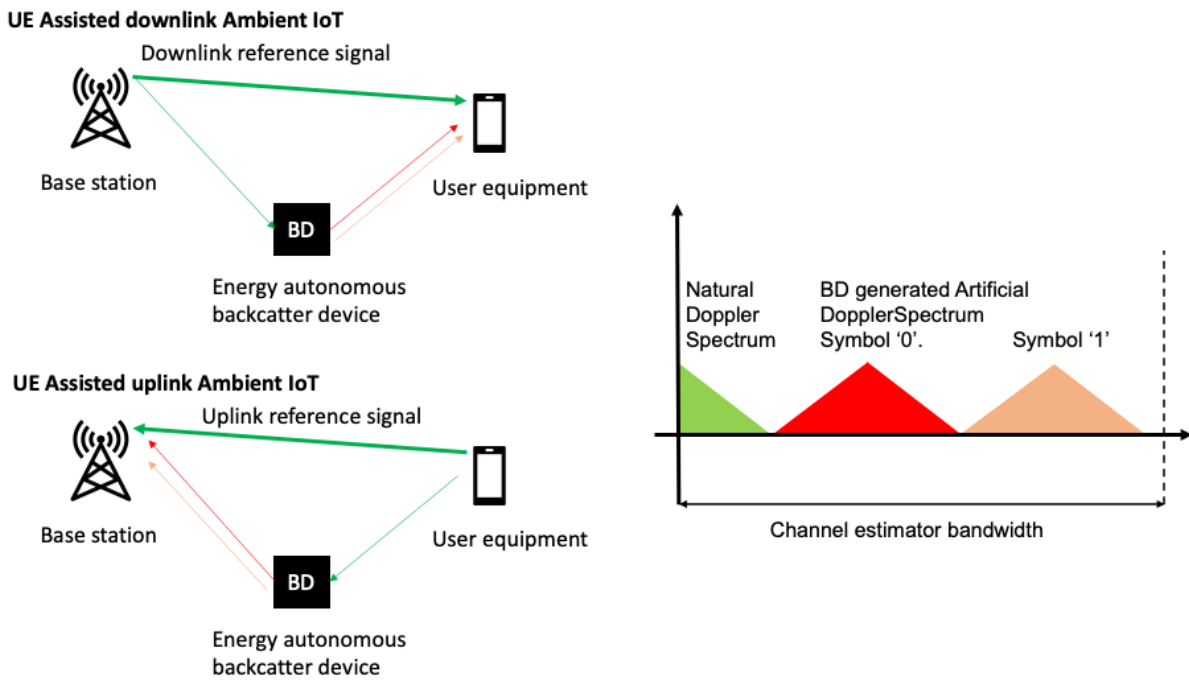 UE Assisted downlink Ambient IoT
Downlink reference signal
Base station
User equipment
BD
Energy autonomous
backcatter device
UE Assisted uplink Ambient IoT
Uplink reference signal
Base station
User equipment
BD
Energy autonomous
backcatter device
Natural
Doppler
Spectrum
BD generated Artificial
DopplerSpectrum
Symbol ‘0’.
Symbol ‘1’
Channel estimator bandwidth